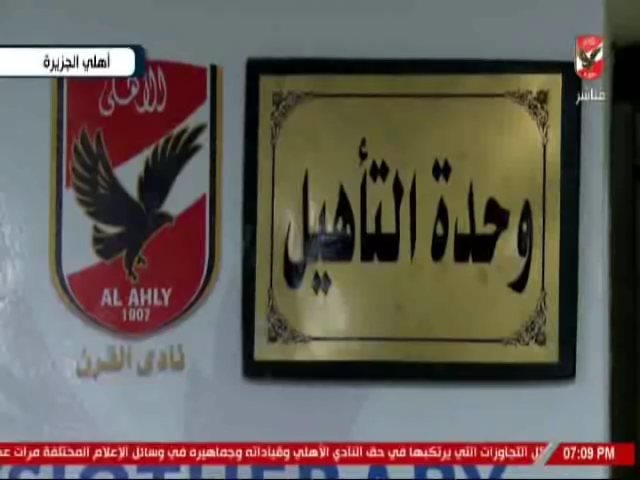 أهلي الجزيرة
مباشر
الاهلى
AL AHLY
1907
نادى القرن
وحدة التأهيل
التجاوزات التي يرتكبها في حق النادي الأهلي وقياداته وجماهيره في وسائل الإعلام المختلفة مرات
07:09 PM